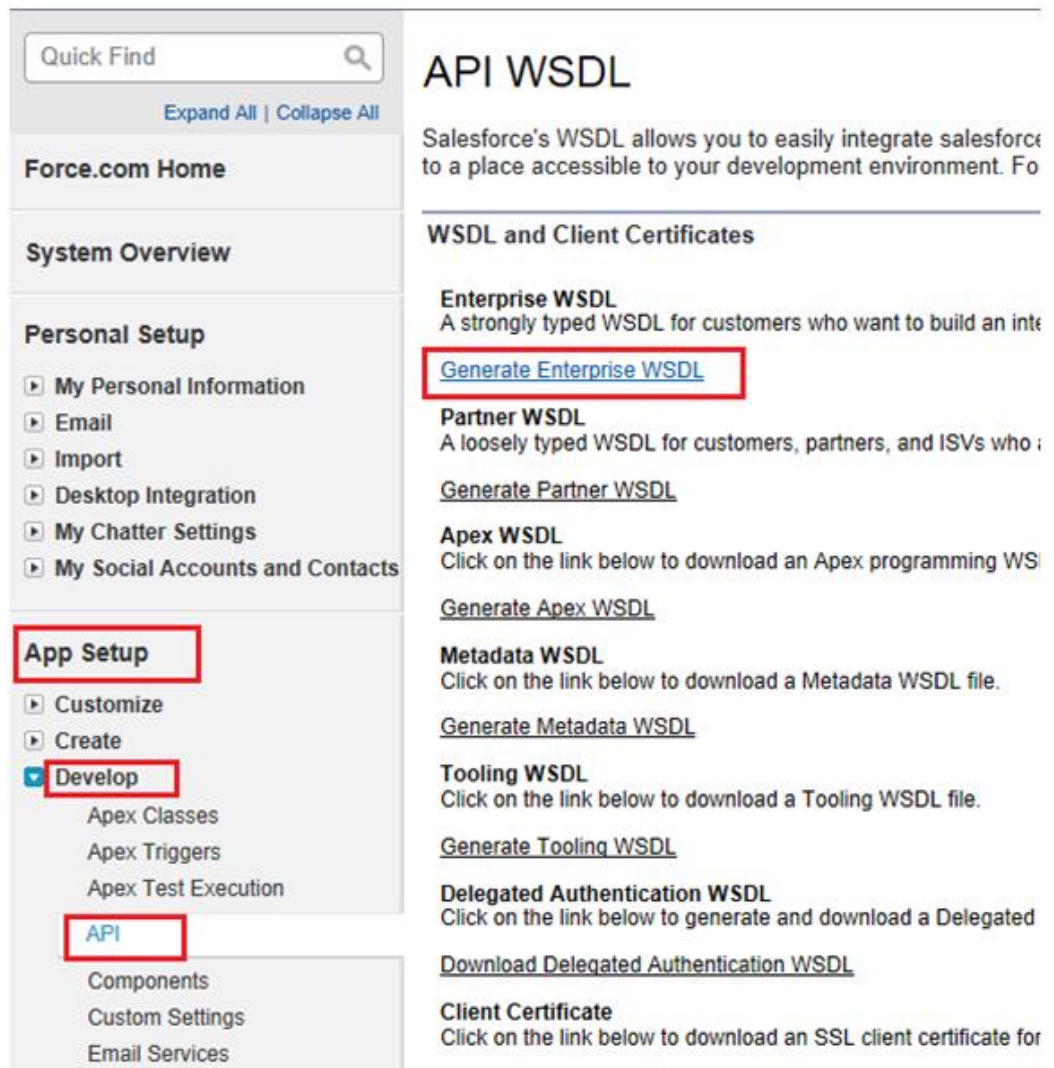 Quick Find
Expand All | Collapse All
Force.com Home
System Overview
Personal Setup
My Personal Information
Email
Import
Desktop Integration
My Chatter Settings
My Social Accounts and Contacts
App Setup
Customize
Create
Develop
Apex Classes
Apex Triggers
Apex Test Execution
API
Components
Custom Settings
Email Services
API WSDL
Salesforce's WSDL allows you to easily integrate salesforce
to a place accessible to your development environment. Fo
WSDL and Client Certificates
Enterprise WSDL
A strongly typed WSDL for customers who want to build an inte
Generate Enterprise WSDL
Partner WSDL
A loosely typed WSDL for customers, partners, and ISVs who
Generate Partner WSDL
Apex WSDL
Click on the link below to download an Apex programming WS
Generate Apex WSDL
Metadata WSDL
Click on the link below to download a Metadata WSDL file.
Generate Metadata WSDL
Tooling WSDL
Click on the link below to download a Tooling WSDL file.
Generate Tooling WSDL
Delegated Authentication WSDL
Click on the link below to generate and download a Delegated
Download Delegated Authentication WSDL
Client Certificate
Click on the link below to download an SSL client certificate for